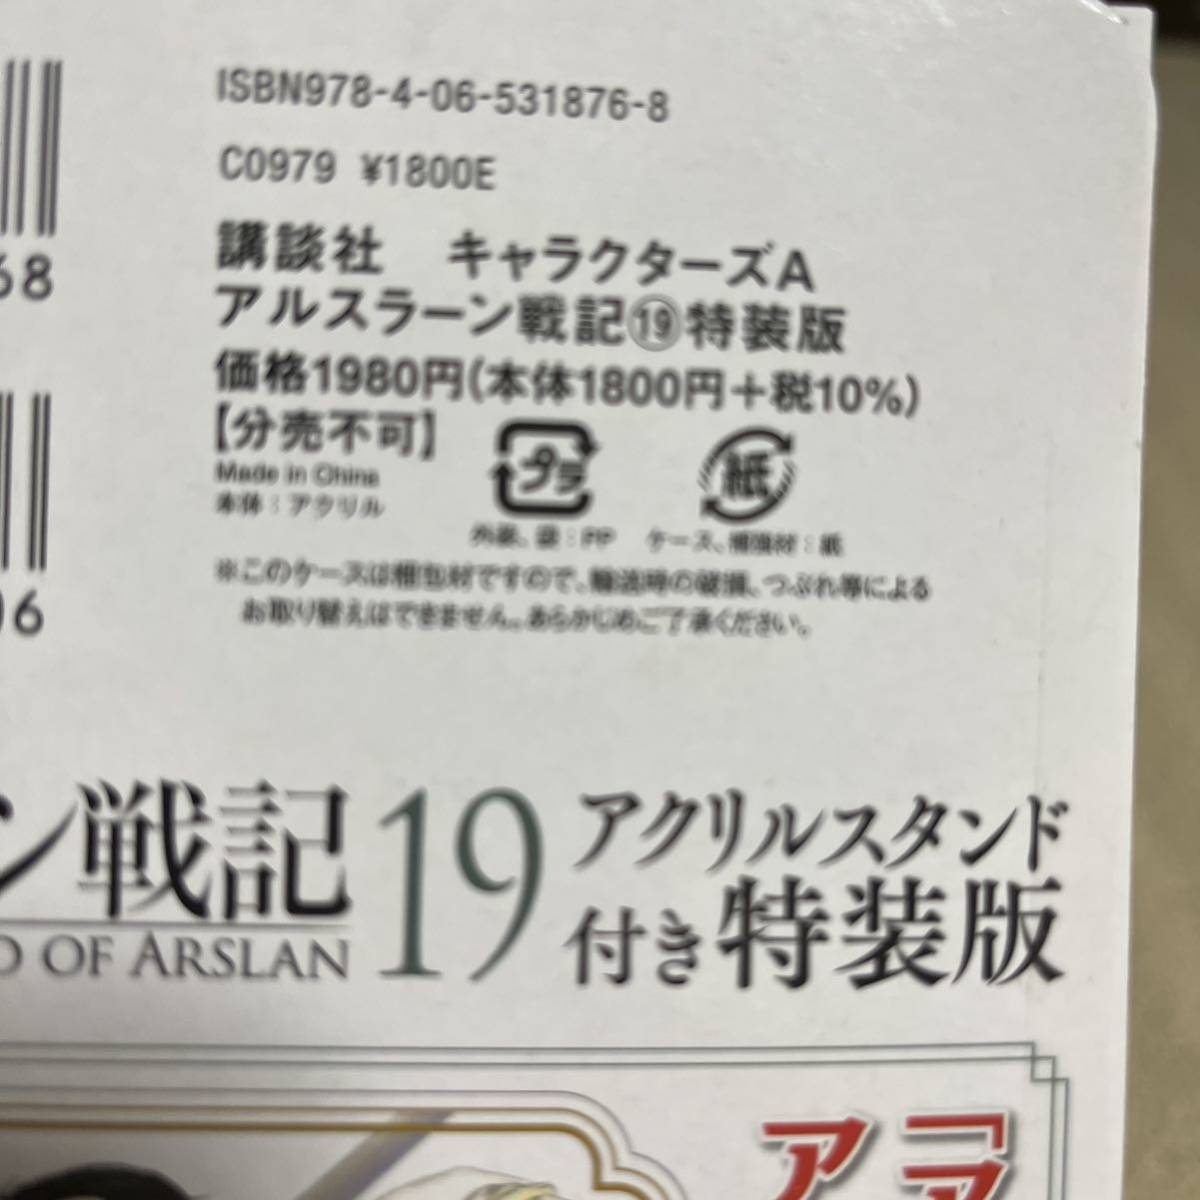 ISBN978-4-06-531876-8
C0979 ¥1800E
講談社　キャラクターズA
アルスラーン戦記⑲特装版
価格1980円(本体1800円＋税10%)
【分売不可】
Made in China
本体：アクリル
プラ
紙
外装、袋：PP　ケース、補強材：紙
※このケースは梱包材ですので、輸送時の破損、つぶれ等による
お取り替えはできません。あらかじめご了承ください。
68
06
ン戦記19 アクリルスタンド
付き特装版
D OF ARSLAN
「ア
ア